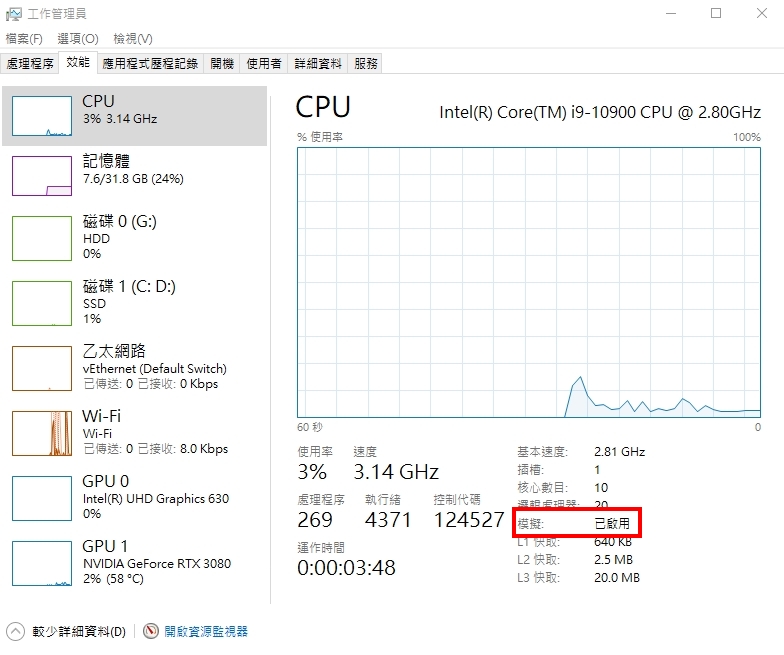 工作管理員
檔案(F) 選項(O) 檢視(V)
處理程序 效能 應用程式歷程記錄 開機 使用者 詳細資料 服務
CPU
3% 3.14 GHz
記憶體
7.6/31.8 GB (24%)
磁碟 0 (G:)
HDD
0%
磁碟 1 (C: D:)
SSD
1%
乙太網路
vEthernet (Default Switch)
已傳送: 0 已接收: 0 Kbps
Wi-Fi
Wi-Fi
已傳送: 0 已接收: 8.0 Kbps
GPU 0
Intel(R) UHD Graphics 630
0%
GPU 1
NVIDIA GeForce RTX 3080
2% (58 °C)
CPU Intel(R) Core(TM) i9-10900 CPU @ 2.80GHz
% 使用率 100%
60 秒 0
使用率 速度
3% 3.14 GHz
處理程序 執行緒 控制代碼
269 4371 124527
運作時間
0:00:03:48
基本速度: 2.81 GHz
插槽: 1
核心數目: 10
邏輯處理器: 20
模擬: 已啟用
L1 快取: 640 KB
L2 快取: 2.5 MB
L3 快取: 20.0 MB
較少詳細資料(D) 開啟資源監視器